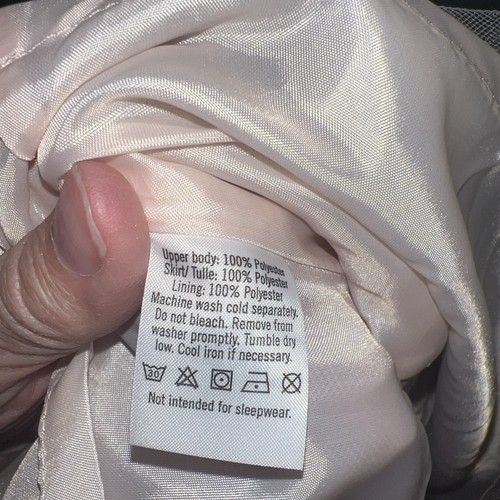 Upper body: 100% Polyester
Skirt/ Tulle: 100% Polyester
Lining: 100% Polyester
Machine wash cold separately.
Do not bleach. Remove from
washer promptly. Tumble dry
low. Cool iron if necessary.
30
Not intended for sleepwear.